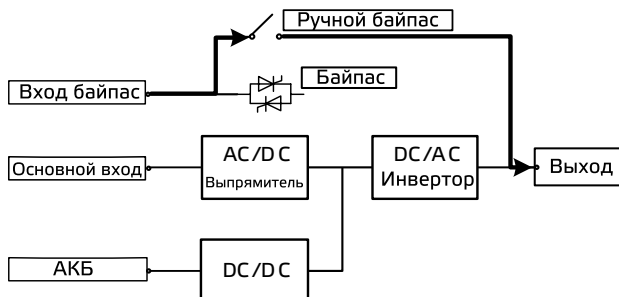 Ручной байпас
Вход байпас
Байпас
Основной вход
AC/DC
Выпрямитель
DC/AC
Инвертор
Выход
АКБ
DC/DC